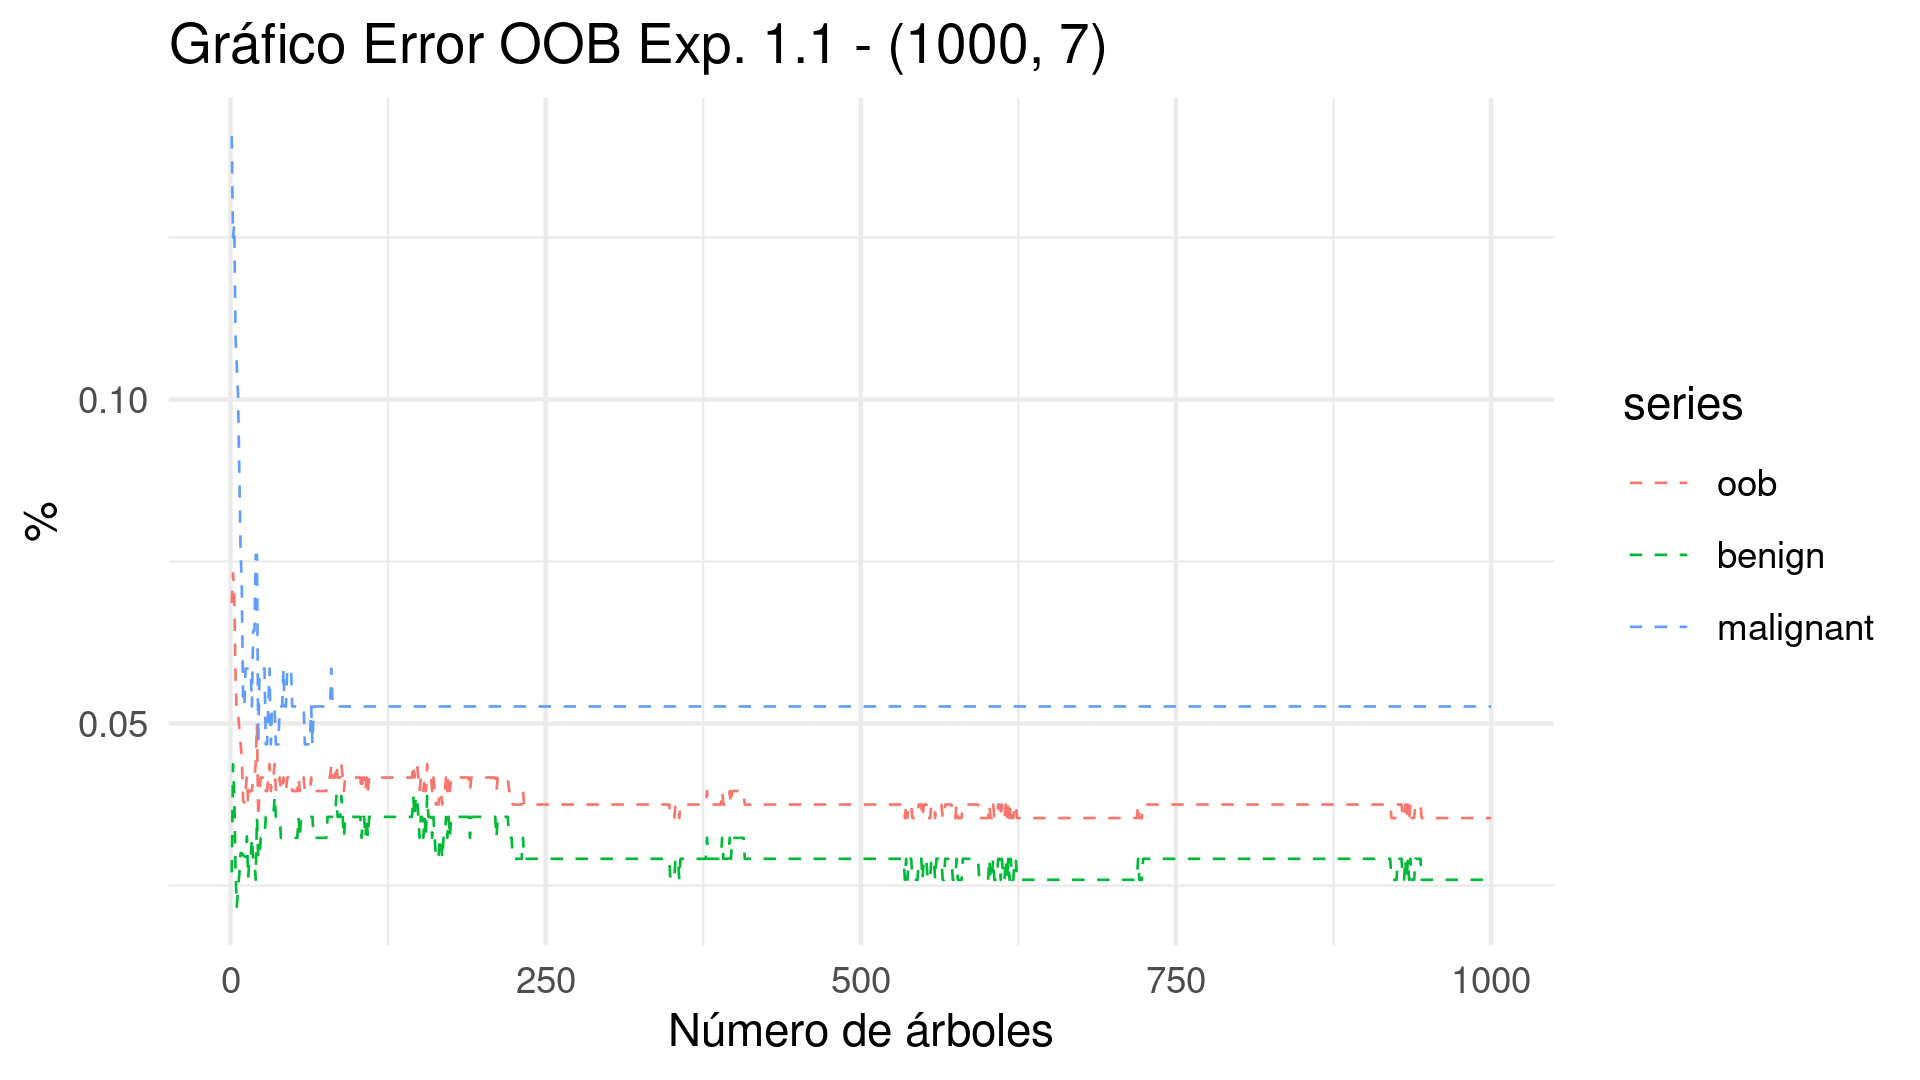 Gráfico Error OOB Exp. 1.1 - (1000, 7)
%
0.10
0.05
0 250 500 750 1000
Número de árboles
series
oob
benign
malignant